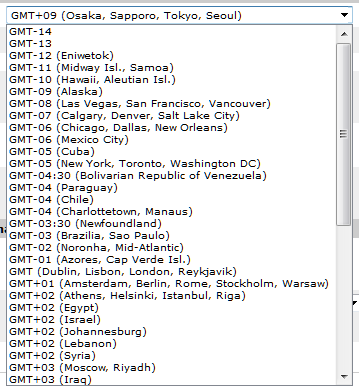 GMT+09 (Osaka, Sapporo, Tokyo, Seoul)
GMT-14
GMT-13
GMT-12 (Eniwetok)
GMT-11 (Midway Isl., Samoa)
GMT-10 (Hawaii, Aleutian Isl.)
GMT-09 (Alaska)
GMT-08 (Las Vegas, San Francisco, Vancouver)
GMT-07 (Calgary, Denver, Salt Lake City)
GMT-06 (Chicago, Dallas, New Orleans)
GMT-06 (Mexico City)
GMT-05 (Cuba)
GMT-05 (New York, Toronto, Washington DC)
GMT-04:30 (Bolivarian Republic of Venezuela)
GMT-04 (Paraguay)
GMT-04 (Chile)
GMT-04 (Charlottetown, Manaus)
GMT-03:30 (Newfoundland)
GMT-03 (Brazilia, Sao Paulo)
GMT-02 (Noronha, Mid-Atlantic)
GMT-01 (Azores, Cap Verde Isl.)
GMT (Dublin, Lisbon, London, Reykjavik)
GMT+01 (Amsterdam, Berlin, Rome, Stockholm, Warsaw)
GMT+02 (Athens, Helsinki, Istanbul, Riga)
GMT+02 (Egypt)
GMT+02 (Israel)
GMT+02 (Johannesburg)
GMT+02 (Lebanon)
GMT+02 (Syria)
GMT+03 (Moscow, Riyadh)
GMT+03 (Iraq)